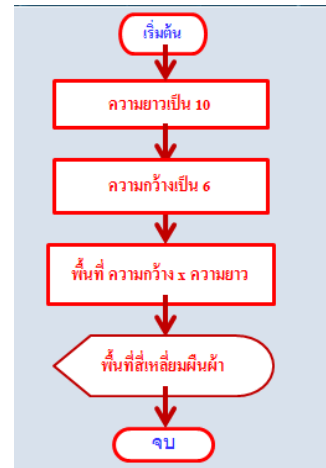 เริ่มต้น
ความยาวเป็น 10
ความกว้างเป็น 6
พื้นที่ ความกว้าง x ความยาว
พื้นที่สี่เหลี่ยมผืนผ้า
จบ